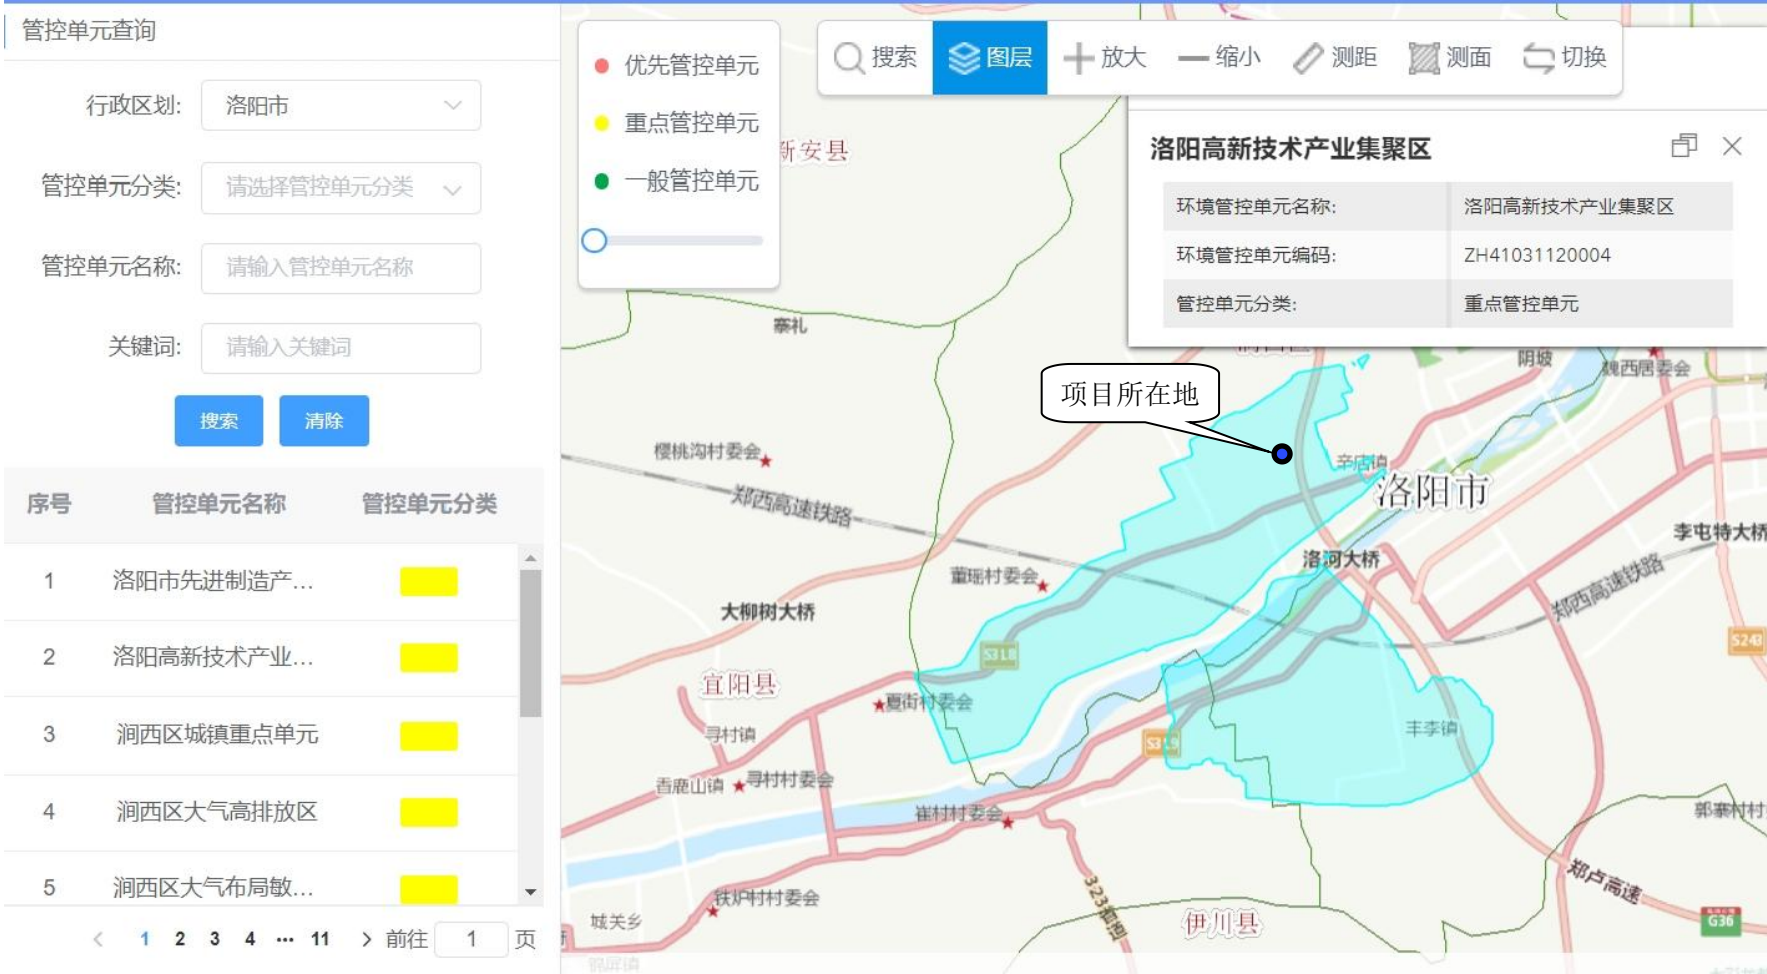 管控单元查询
行政区划:
洛阳市
管控单元分类:
请选择管控单元分类
管控单元名称:
请输入管控单元名称
关键词:
请输入关键词
搜索
清除
序号
管控单元名称
管控单元分类
1
洛阳市先进制造产...
2
洛阳高新技术产业...
3
涧西区城镇重点单元
4
涧西区大气高排放区
5
涧西区大气布局敏...
1 2 3 4 ... 11
前往 1 页
优先管控单元
重点管控单元
一般管控单元
搜索
图层
放大
缩小
测距
测面
切换
洛阳高新技术产业集聚区
环境管控单元名称:
洛阳高新技术产业集聚区
环境管控单元编码:
ZH41031120004
管控单元分类:
重点管控单元
新安县
寨礼
阴坡
魏西居委会
项目所在地
樱桃沟村委会
辛店镇
洛阳市
郑西高速铁路
李屯特大桥
洛河大桥
董瑶村委会
郑西高速铁路
大柳树大桥
S243
S318
宜阳县
夏街村委会
寻村镇
丰李镇
S319
香鹿山镇
寻村村委会
崔村村委会
郭寨村村
郑卢高速
323省道
铁炉村村委会
城关乡
伊川县
G36